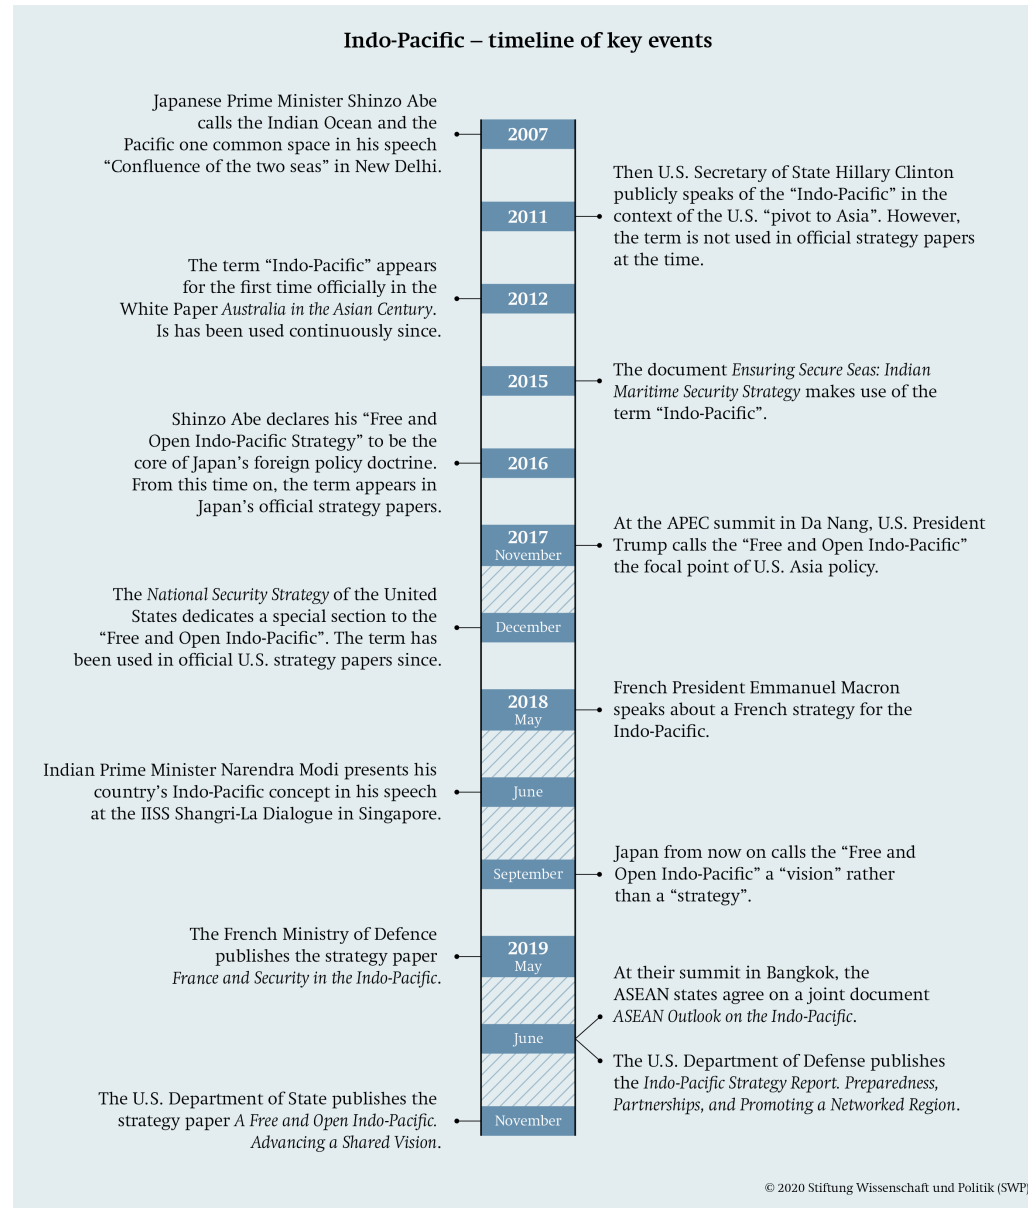 Indo-Pacific – timeline of key events
Japanese Prime Minister Shinzo Abe
calls the Indian Ocean and the
Pacific one common space in his speech
“Confluence of the two seas” in New Delhi.
2007
Then U.S. Secretary of State Hillary Clinton
publicly speaks of the “Indo-Pacific” in the
context of the U.S. “pivot to Asia”. However,
the term is not used in official strategy papers
at the time.
2011
The term “Indo-Pacific” appears
for the first time officially in the
White Paper Australia in the Asian Century.
Is has been used continuously since.
2012
2015
The document Ensuring Secure Seas: Indian
Maritime Security Strategy makes use of the
term “Indo-Pacific”.
Shinzo Abe declares his “Free and
Open Indo-Pacific Strategy” to be the
core of Japan’s foreign policy doctrine.
From this time on, the term appears in
Japan’s official strategy papers.
2016
2017
November
At the APEC summit in Da Nang, U.S. President
Trump calls the “Free and Open Indo-Pacific”
the focal point of U.S. Asia policy.
The National Security Strategy of the United
States dedicates a special section to the
“Free and Open Indo-Pacific”. The term has
been used in official U.S. strategy papers since.
December
2018
May
French President Emmanuel Macron
speaks about a French strategy for the
Indo-Pacific.
Indian Prime Minister Narendra Modi presents his
country’s Indo-Pacific concept in his speech
at the IISS Shangri-La Dialogue in Singapore.
June
September
Japan from now on calls the “Free and
Open Indo-Pacific” a “vision” rather
than a “strategy”.
The French Ministry of Defence
publishes the strategy paper
France and Security in the Indo-Pacific.
2019
May
At their summit in Bangkok, the
ASEAN states agree on a joint document
ASEAN Outlook on the Indo-Pacific.
June
The U.S. Department of Defense publishes
the Indo-Pacific Strategy Report. Preparedness,
Partnerships, and Promoting a Networked Region.
The U.S. Department of State publishes the
strategy paper A Free and Open Indo-Pacific.
Advancing a Shared Vision.
November
© 2020 Stiftung Wissenschaft und Politik (SWP)